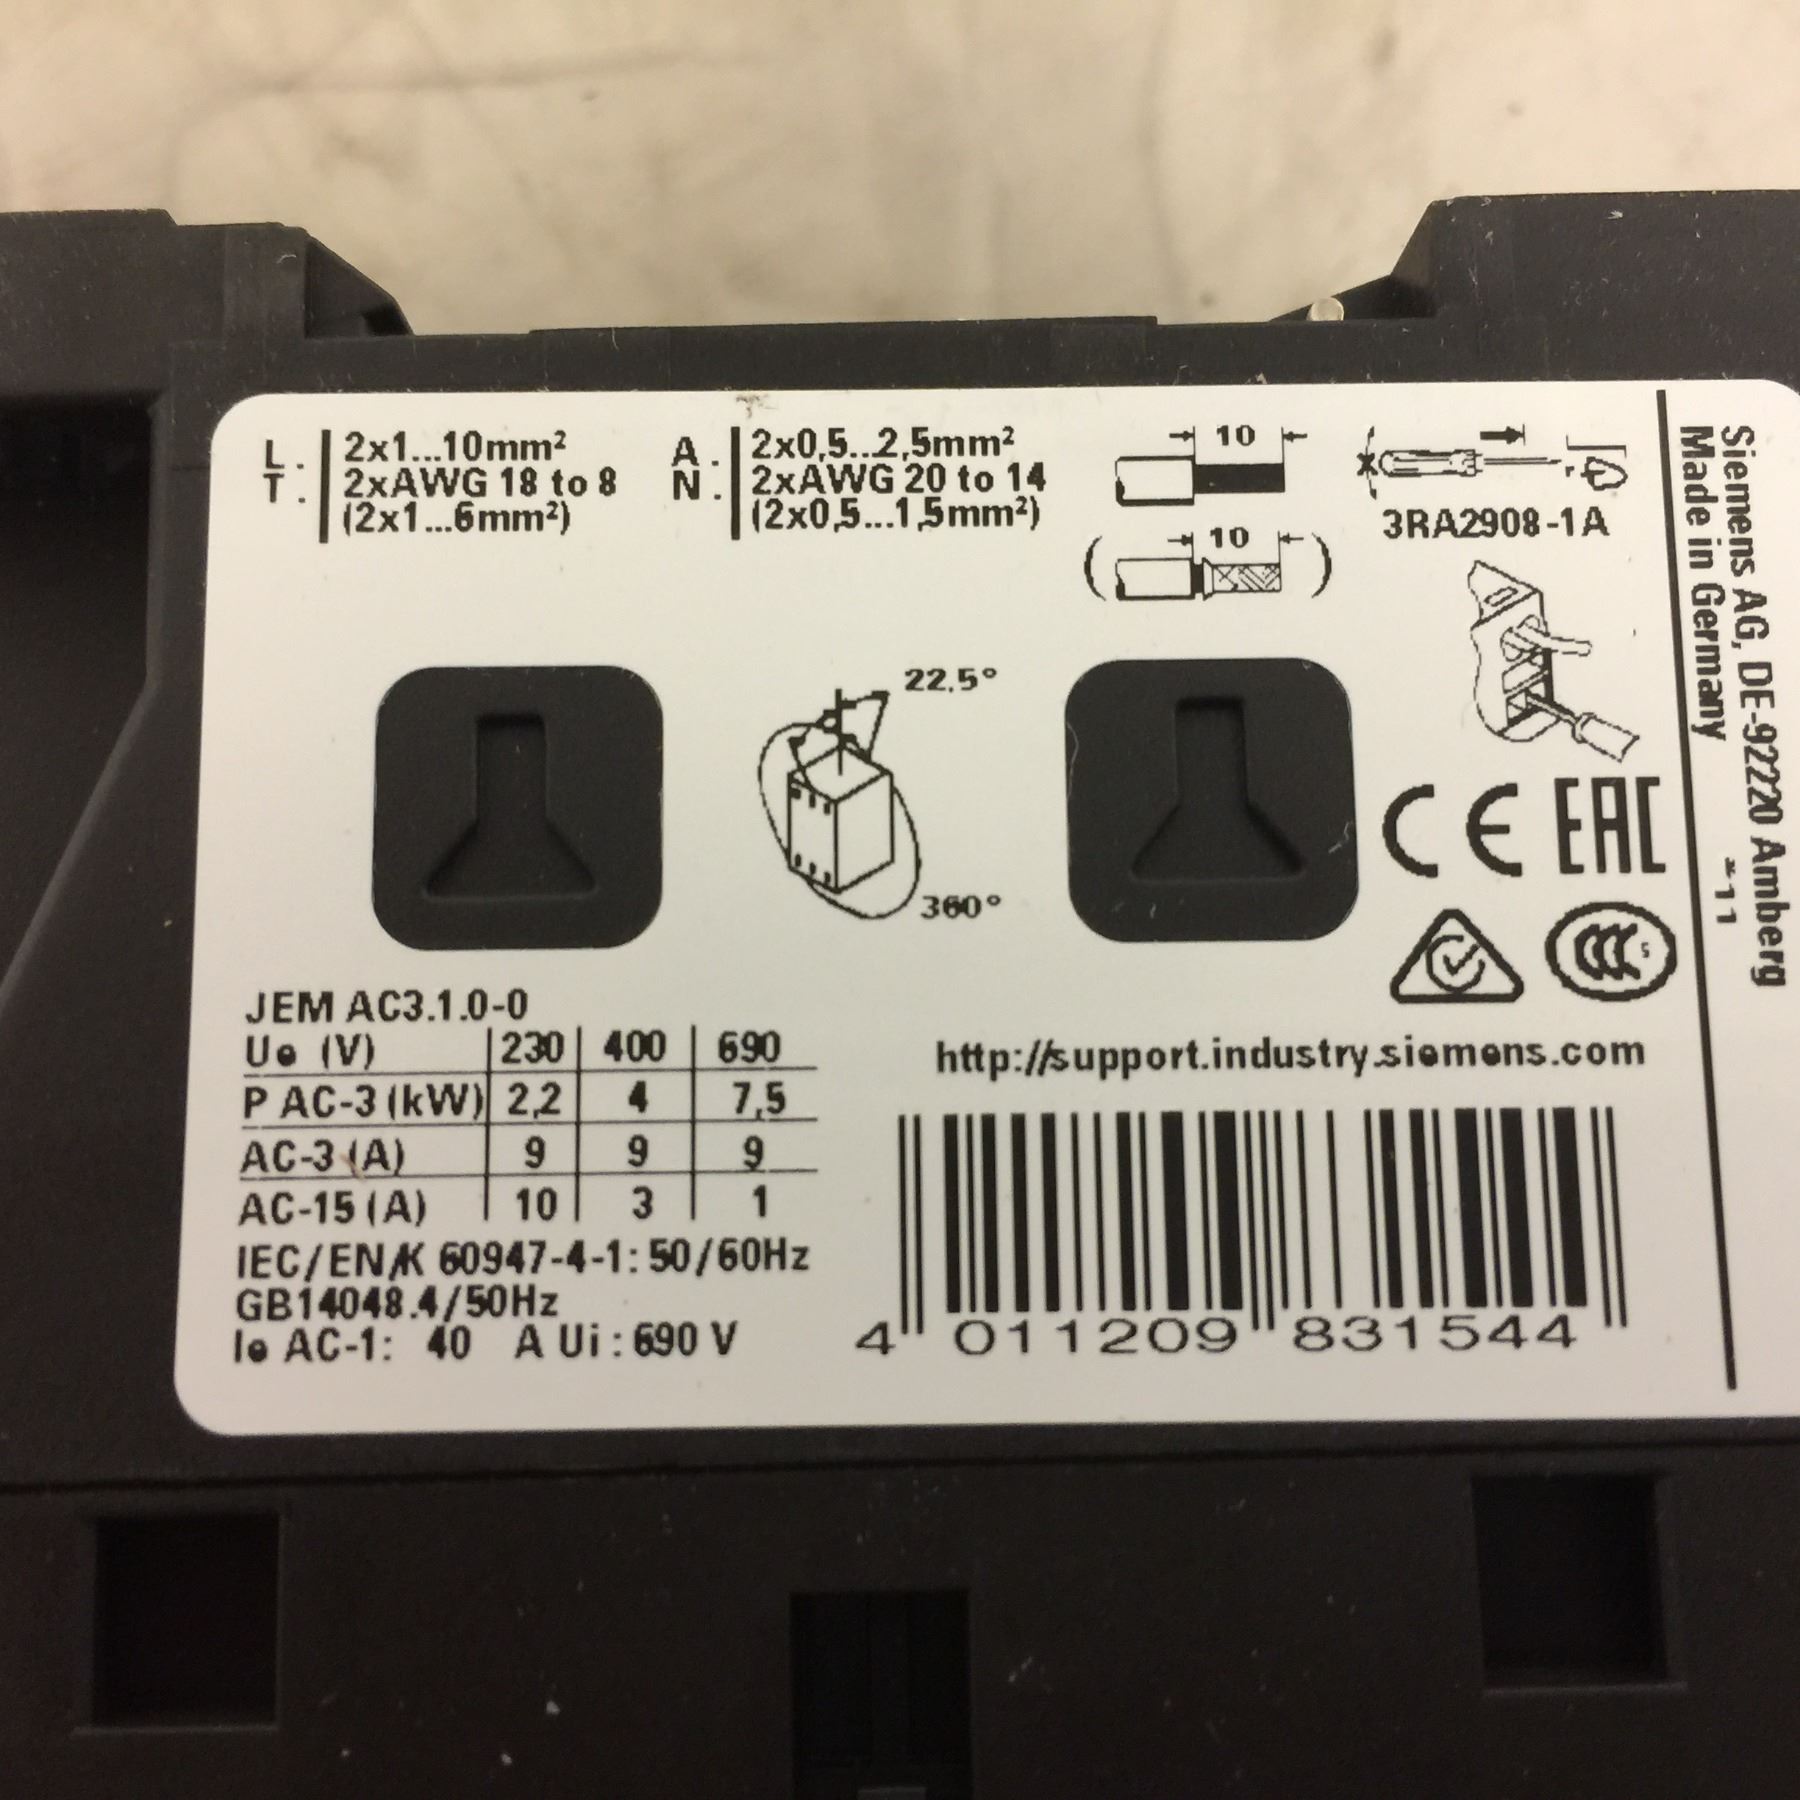 L. 2x1...10mm²
T. 2xAWG 18 to 8
(2x1...6mm²)
A. 2x0,5...2,5mm²
N. 2xAWG 20 to 14
(2x0,5...1,5mm²)
10
( 10 )
3RA2908-1A
22,5°
360°
CE EAC
CCC S
JEM AC3.1.0-0
Ue (V) 230 400 690
P AC-3 (kW) 2,2 4 7,5
AC-3 (A) 9 9 9
AC-15 (A) 10 3 1
IEC/EN/K 60947-4-1: 50/60Hz
GB14048.4/50Hz
Ie AC-1: 40 A Ui : 690 V
http://support.industry.siemens.com
4 011209 831544
Siemens AG, DE-92220 Amberg
Made in Germany